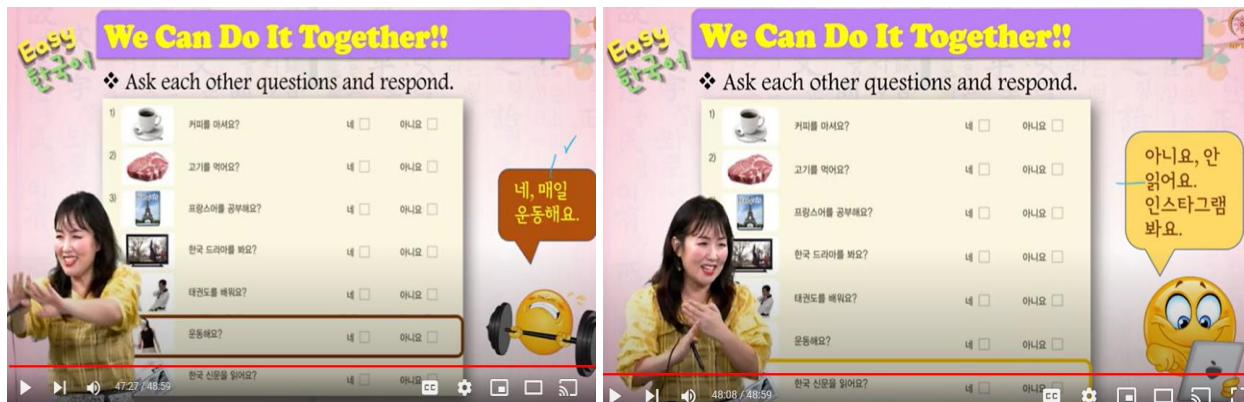 Easy
한국어
We Can Do It Together!!
❖ Ask each other questions and respond.
1) 커피를 마셔요? 네 □ 아니요 □
2) 고기를 먹어요? 네 □ 아니요 □
3) 프랑스어를 공부해요? 네 □ 아니요 □
한국 드라마를 봐요? 네 □ 아니요 □
태권도를 배워요? 네 □ 아니요 □
운동해요? 네 □ 아니요 □
한국 신문을 읽어요? 네 □ 아니요 □
네, 매일
운동해요.
47:27 / 48:59
CC
Easy
한국어
We Can Do It Together!!
❖ Ask each other questions and respond.
1) 커피를 마셔요? 네 □ 아니요 □
2) 고기를 먹어요? 네 □ 아니요 □
프랑스어를 공부해요? 네 □ 아니요 □
한국 드라마를 봐요? 네 □ 아니요 □
태권도를 배워요? 네 □ 아니요 □
운동해요? 네 □ 아니요 □
한국 신문을 읽어요? 네 □ 아니요 □
아니요, 안
읽어요.
인스타그램
봐요.
48:08 / 48:59
CC